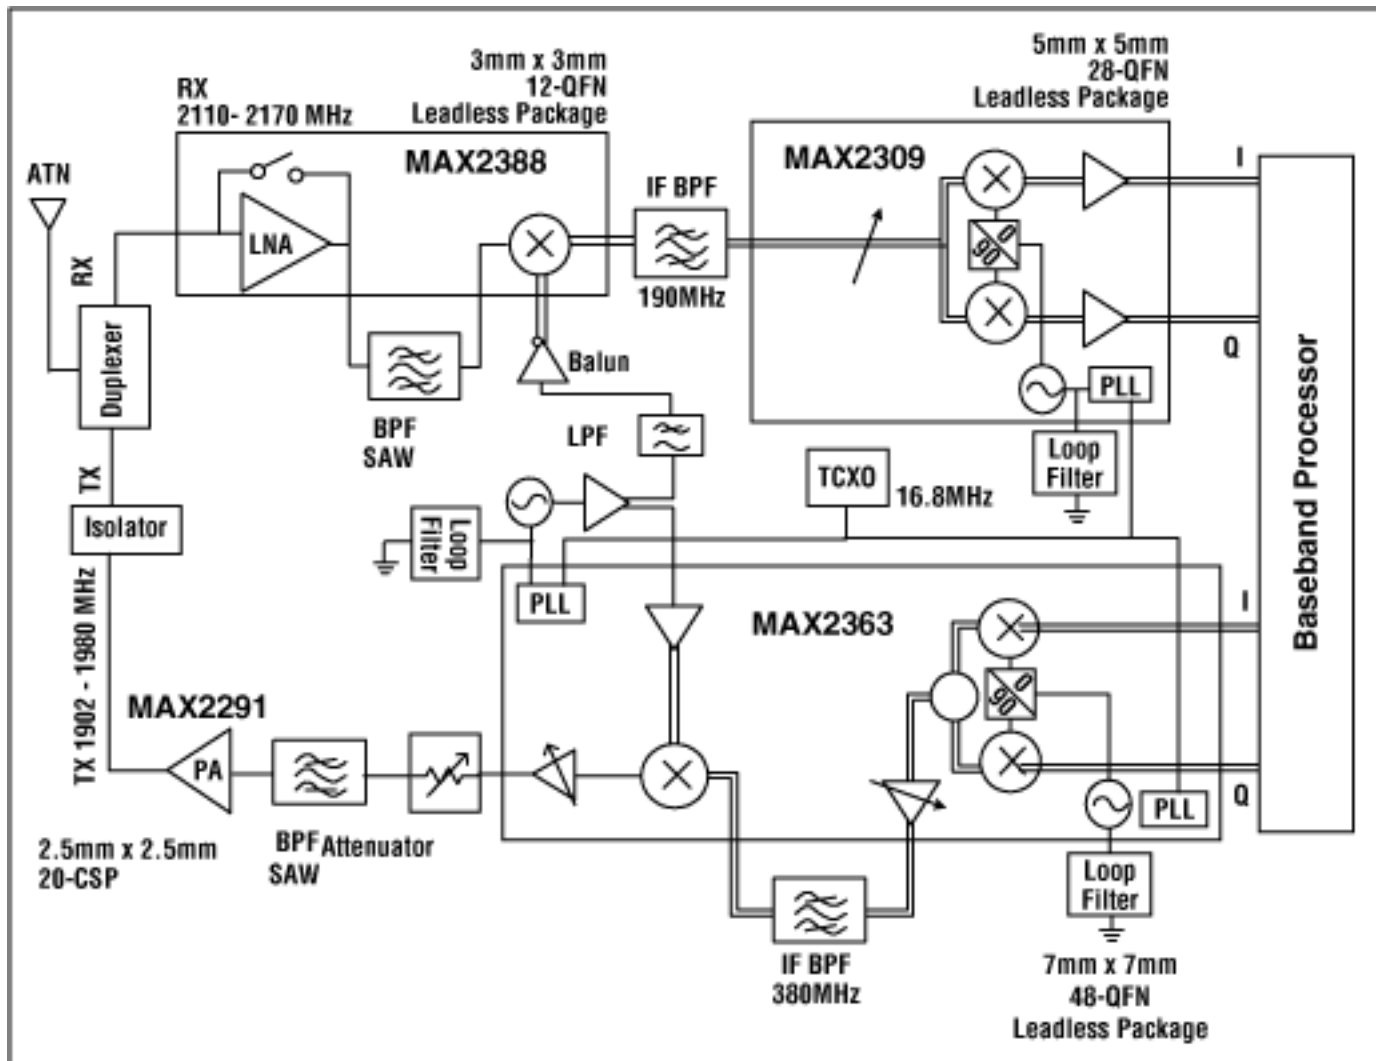 3mm x 3mm
12-QFN
Leadless Package
5mm x 5mm
28-QFN
Leadless Package
RX
2110- 2170 MHz
MAX2388
MAX2309
I
ATN
IF BPF
LNA
0
90
RX
190MHz
Duplexer
Balun
Q
PLL
BPF
SAW
LPF
Loop
Filter
Baseband Processor
TX
TCXO
16.8MHz
Isolator
Loop
Filter
PLL
MAX2363
I
TX 1902 - 1980 MHz
0
90
MAX2291
PA
PLL
Q
2.5mm x 2.5mm
20-CSP
BPF
SAW
Attenuator
Loop
Filter
IF BPF
380MHz
7mm x 7mm
48-QFN
Leadless Package